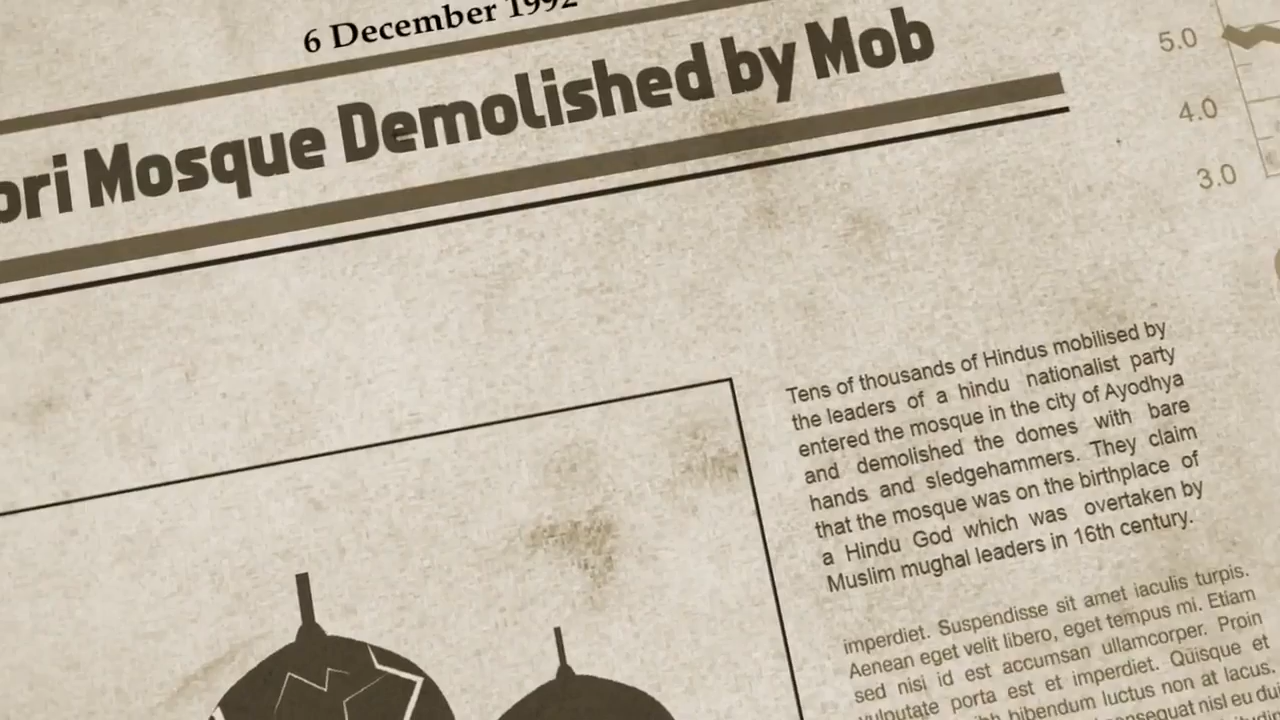 6 December 1992
ori Mosque Demolished by Mob
5.0
4.0
3.0
Tens of thousands of Hindus mobilised by
the leaders of a hindu nationalist party
entered the mosque in the city of Ayodhya
and demolished the domes with bare
hands and sledgehammers. They claim
that the mosque was on the birthplace of
a Hindu God which was overtaken by
Muslim mughal leaders in 16th century.
imperdiet. Suspendisse sit amet iaculis turpis.
Aenean eget velit libero, eget tempus mi. Etiam
sed nisi id est accumsan ullamcorper. Proin
vulputate porta est et imperdiet. Quisque et
bibendum luctus non at lacus.
nisl eu dui